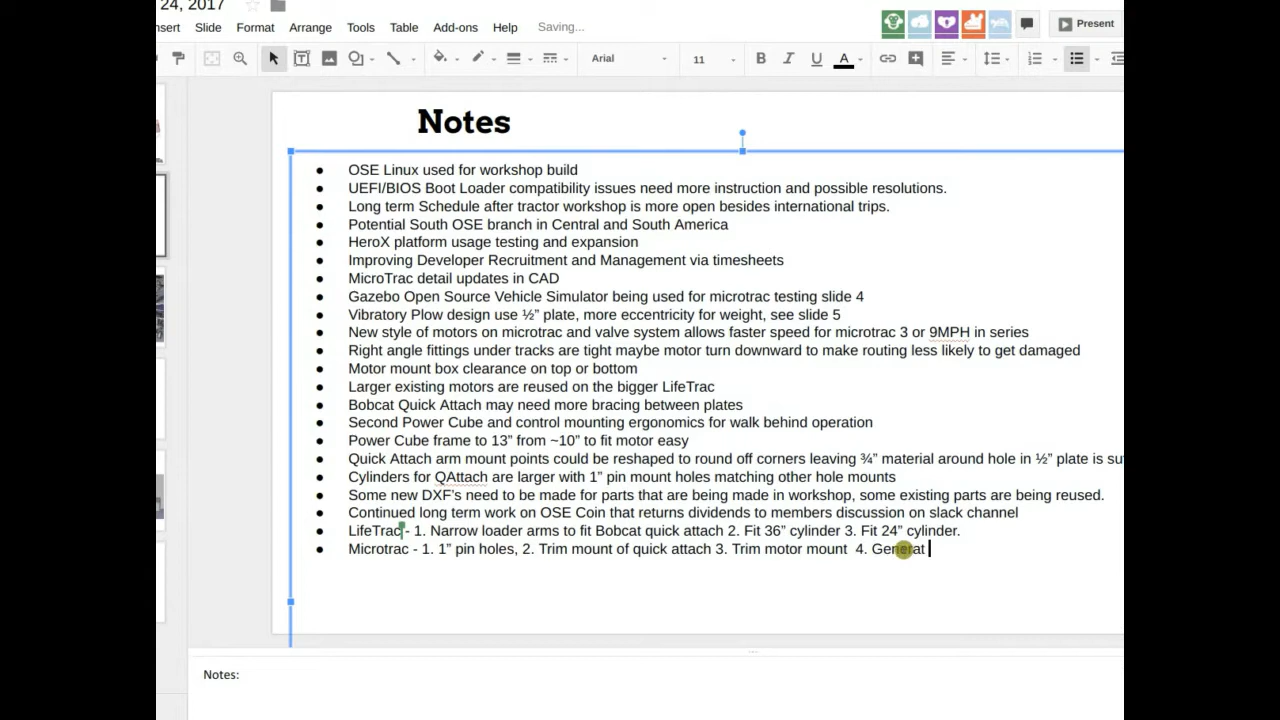 24, 2017
nsert Slide Format Arrange Tools Table Add-ons Help Saving... Present
Arial 11 B I U A
Notes
● OSE Linux used for workshop build
● UEFI/BIOS Boot Loader compatibility issues need more instruction and possible resolutions.
● Long term Schedule after tractor workshop is more open besides international trips.
● Potential South OSE branch in Central and South America
● HeroX platform usage testing and expansion
● Improving Developer Recruitment and Management via timesheets
● MicroTrac detail updates in CAD
● Gazebo Open Source Vehicle Simulator being used for microtrac testing slide 4
● Vibratory Plow design use ½” plate, more eccentricity for weight, see slide 5
● New style of motors on microtrac and valve system allows faster speed for microtrac 3 or 9MPH in series
● Right angle fittings under tracks are tight maybe motor turn downward to make routing less likely to get damaged
● Motor mount box clearance on top or bottom
● Larger existing motors are reused on the bigger LifeTrac
● Bobcat Quick Attach may need more bracing between plates
● Second Power Cube and control mounting ergonomics for walk behind operation
● Power Cube frame to 13” from ~10” to fit motor easy
● Quick Attach arm mount points could be reshaped to round off corners leaving ¾” material around hole in ½” plate is su
● Cylinders for QAttach are larger with 1” pin mount holes matching other hole mounts
● Some new DXF’s need to be made for parts that are being made in workshop, some existing parts are being reused.
● Continued long term work on OSE Coin that returns dividends to members discussion on slack channel
● LifeTrac - 1. Narrow loader arms to fit Bobcat quick attach 2. Fit 36” cylinder 3. Fit 24” cylinder.
● Microtrac - 1. 1” pin holes, 2. Trim mount of quick attach 3. Trim motor mount 4. Generat
Notes: